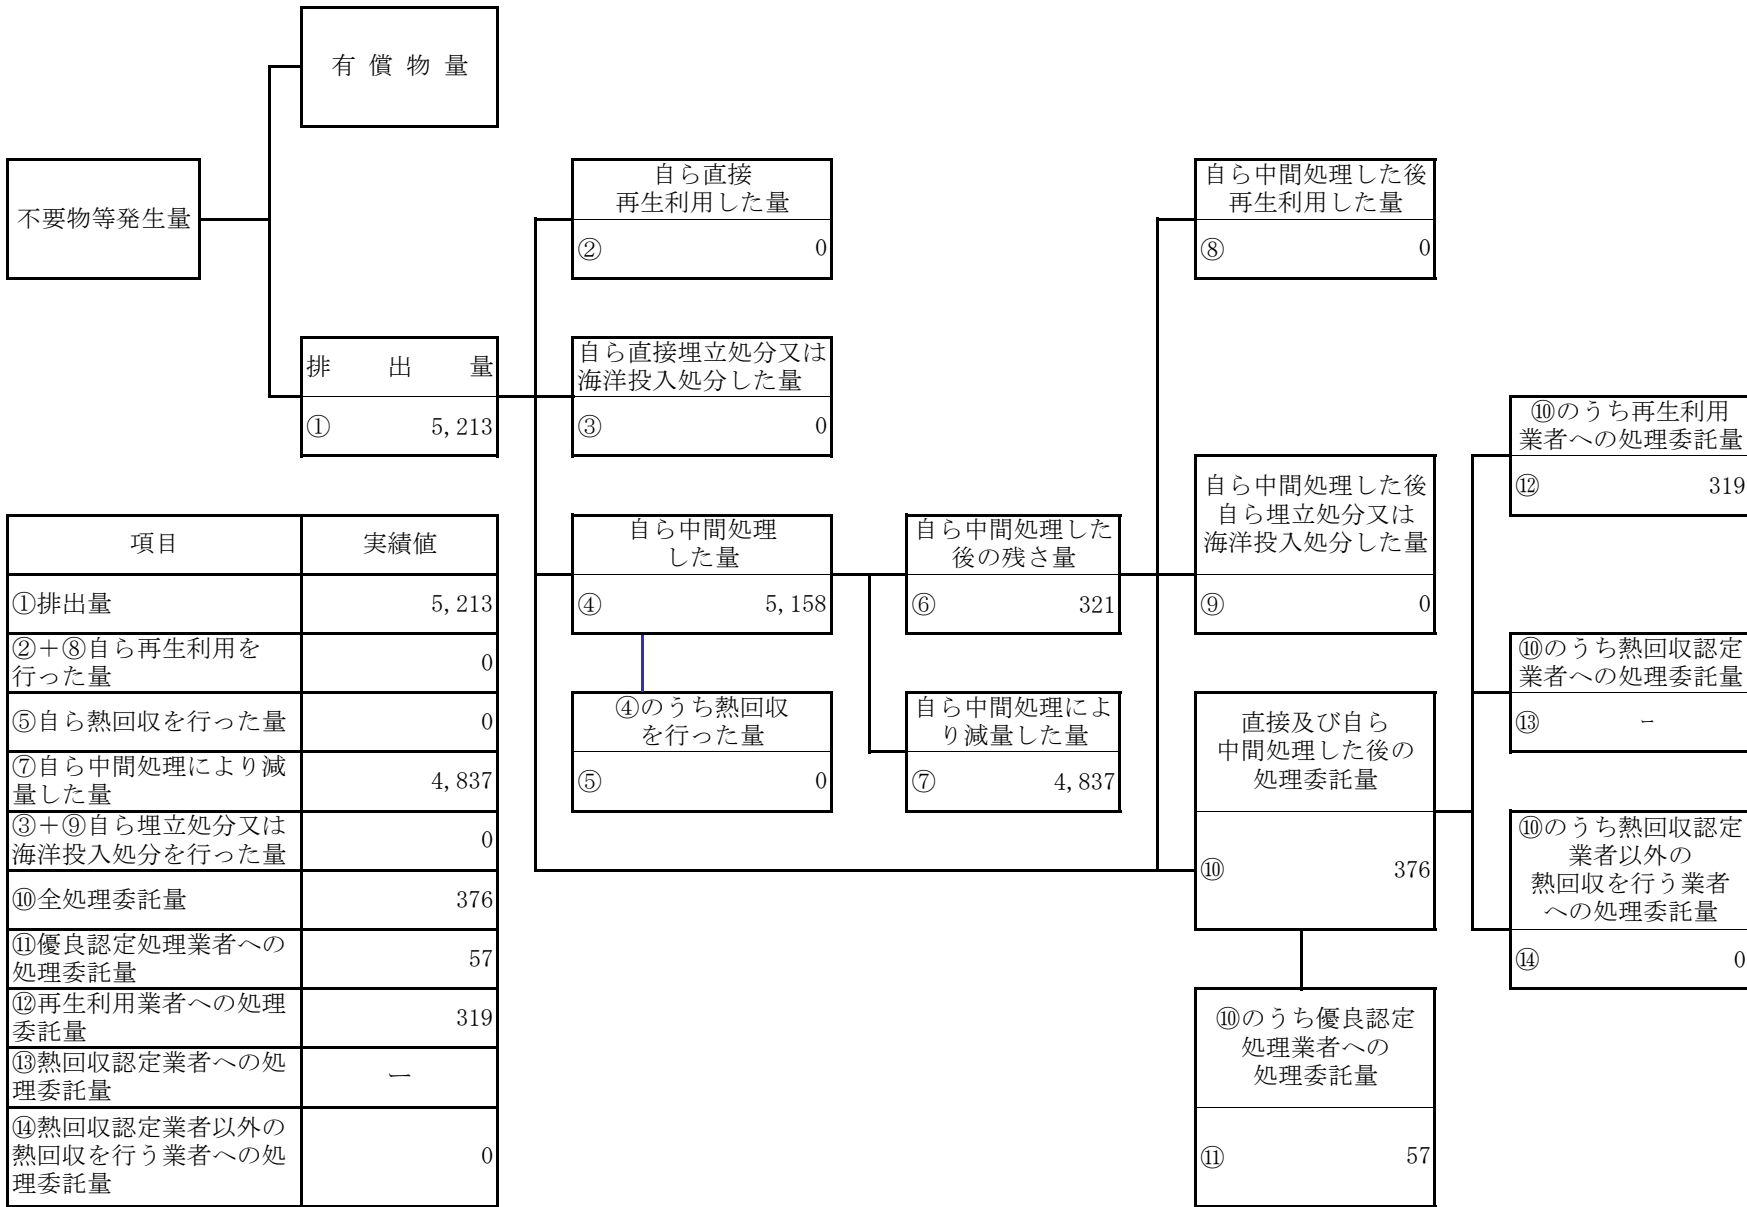 有 償 物 量
不要物等発生量
自ら直接
再生利用した量
② 0
自ら中間処理した後
再生利用した量
⑧ 0
排 出 量
① 5,213
自ら直接埋立処分又は
海洋投入処分した量
③ 0
⑩のうち再生利用
業者への処理委託量
⑫ 319
自ら中間処理した後
自ら埋立処分又は
海洋投入処分した量
⑨ 0
自ら中間処理
した量
④ 5,158
自ら中間処理した
後の残さ量
⑥ 321
④のうち熱回収
を行った量
⑤ 0
自ら中間処理によ
り減量した量
⑦ 4,837
直接及び自ら
中間処理した後の
処理委託量
⑩ 376
⑩のうち熱回収認定
業者への処理委託量
⑬ －
⑩のうち熱回収認定
業者以外の
熱回収を行う業者
への処理委託量
⑭ 0
⑩のうち優良認定
処理業者への
処理委託量
⑪ 57
項目 実績値
①排出量 5,213
②＋⑧自ら再生利用を
行った量 0
⑤自ら熱回収を行った量 0
⑦自ら中間処理により減
量した量 4,837
③＋⑨自ら埋立処分又は
海洋投入処分を行った量 0
⑩全処理委託量 376
⑪優良認定処理業者への
処理委託量 57
⑫再生利用業者への処理
委託量 319
⑬熱回収認定業者への処
理委託量 ー
⑭熱回収認定業者以外の
熱回収を行う業者への処
理委託量 0